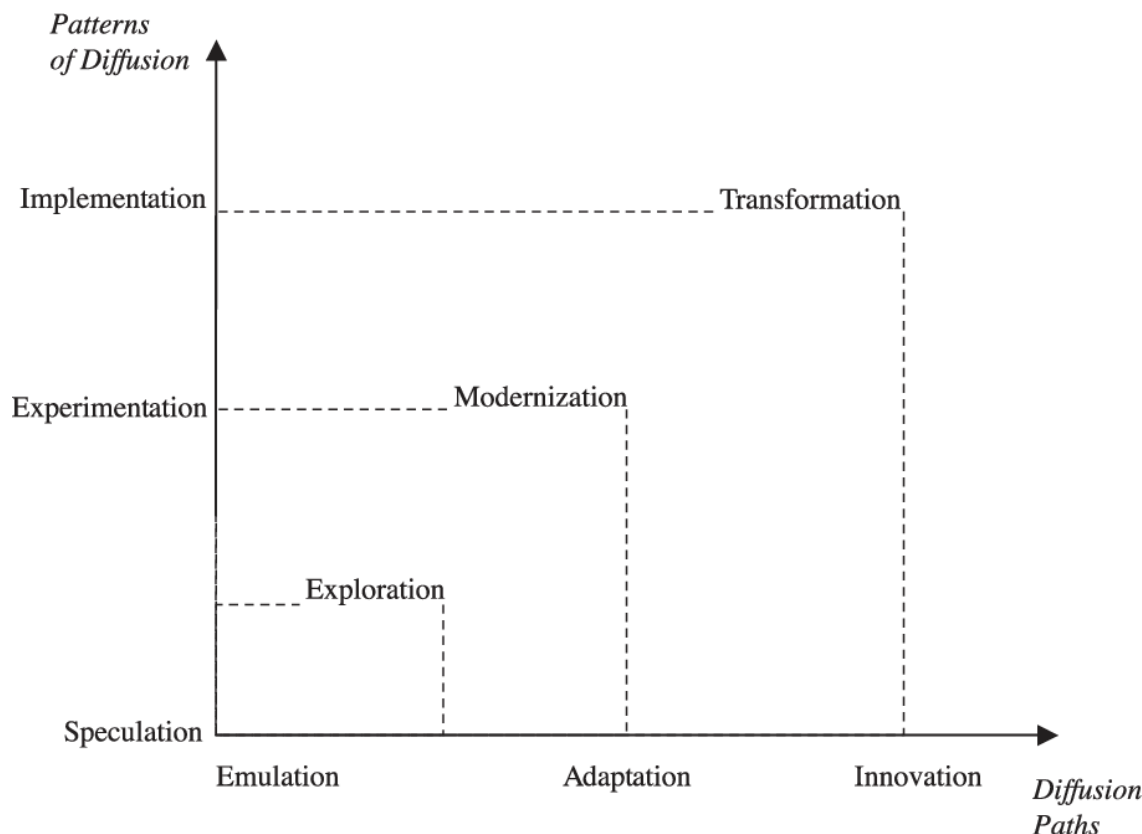 Patterns
of Diffusion
Implementation
Transformation
Experimentation
Modernization
Exploration
Speculation
Emulation
Adaptation
Innovation
Diffusion
Paths